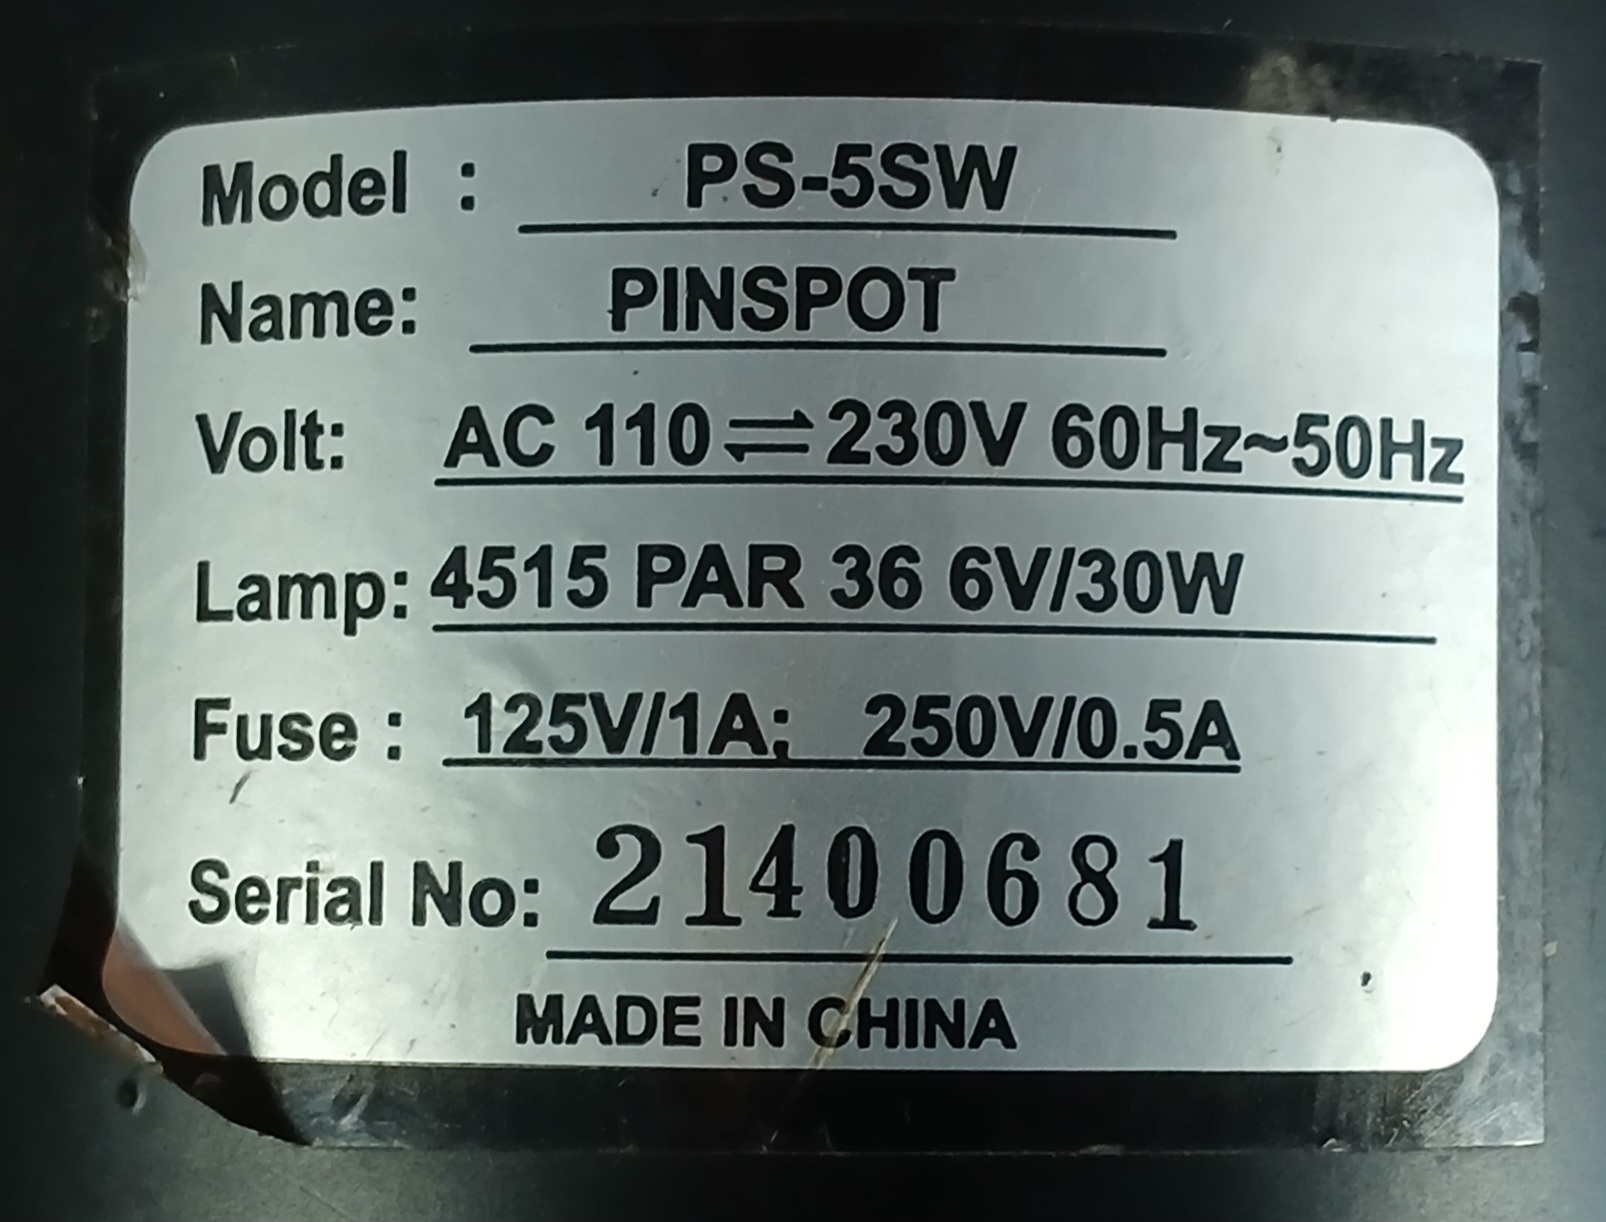 Model : PS-5SW
Name: PINSPOT
Volt: AC 110⇌230V 60Hz~50Hz
Lamp: 4515 PAR 36 6V/30W
Fuse : 125V/1A; 250V/0.5A
Serial No: 21400681
MADE IN CHINA